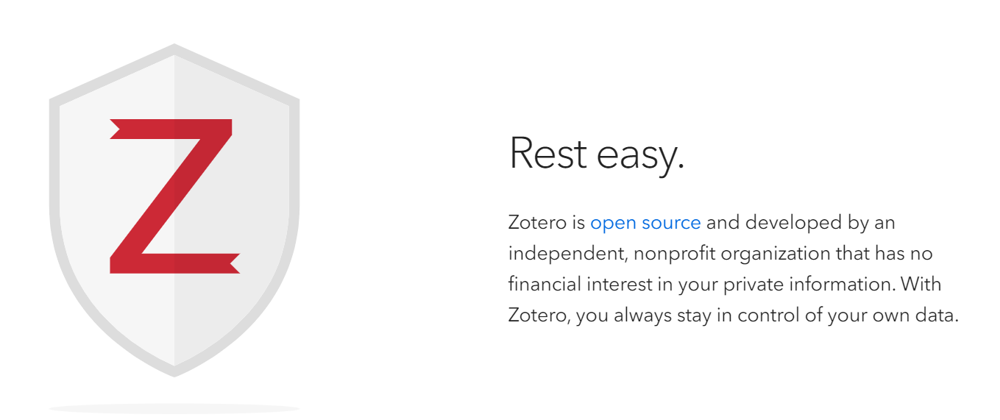 Z
Rest easy.
Zotero is open source and developed by an
independent, nonprofit organization that has no
financial interest in your private information. With
Zotero, you always stay in control of your own data.